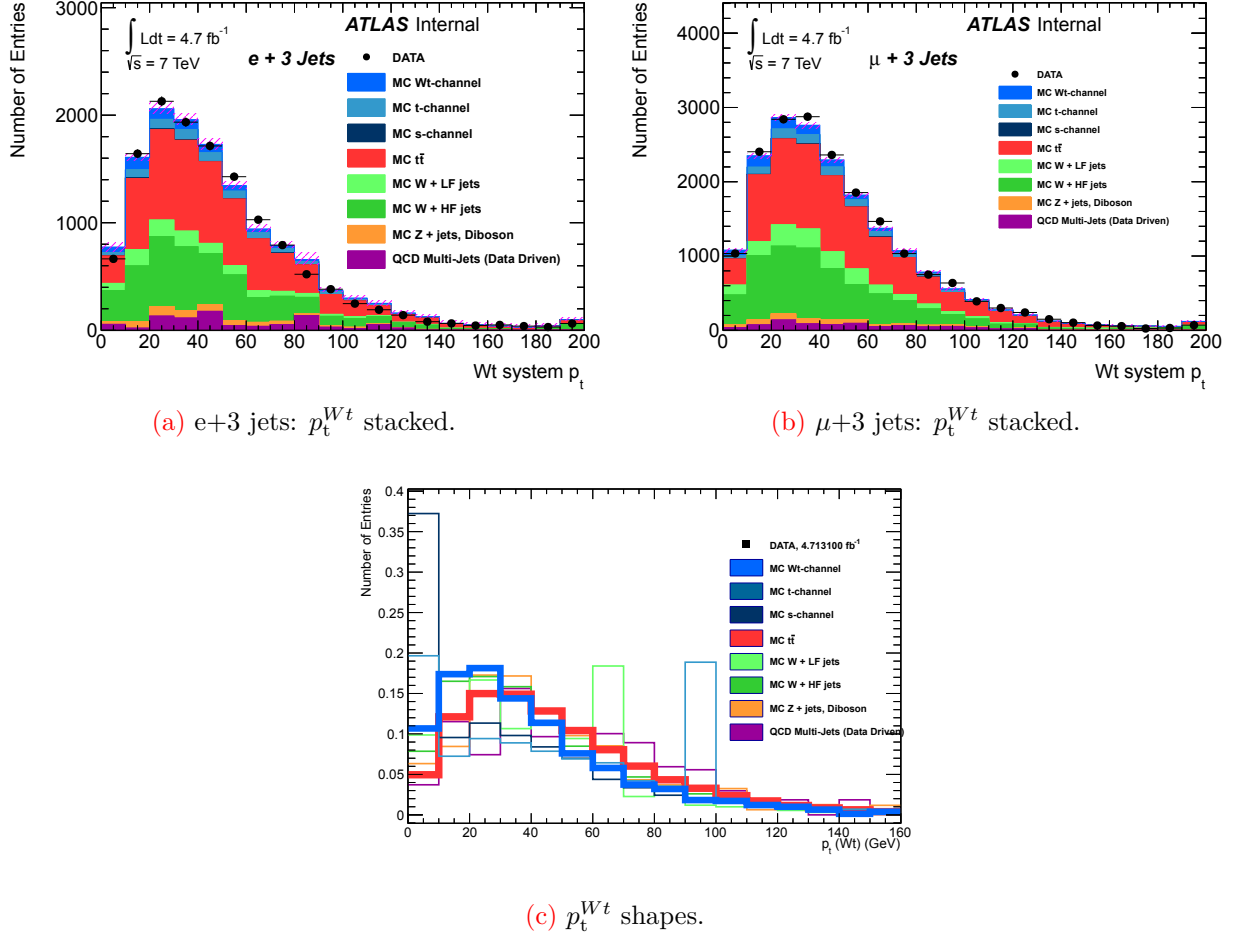 3000
2000
1000
0
Number of Entries
∫ Ldt = 4.7 fb⁻¹
√s = 7 TeV
ATLAS Internal
e + 3 Jets
DATA
MC Wt-channel
MC t-channel
MC s-channel
MC tt̄
MC W + LF jets
MC W + HF jets
MC Z + jets, Diboson
QCD Multi-Jets (Data Driven)
0 20 40 60 80 100 120 140 160 180 200
Wt system p_t
(a) e+3 jets: p_t^{Wt} stacked.
4000
3000
2000
1000
0
Number of Entries
∫ Ldt = 4.7 fb⁻¹
√s = 7 TeV
ATLAS Internal
μ + 3 Jets
DATA
MC Wt-channel
MC t-channel
MC s-channel
MC tt̄
MC W + LF jets
MC W + HF jets
MC Z + jets, Diboson
QCD Multi-Jets (Data Driven)
0 20 40 60 80 100 120 140 160 180 200
Wt system p_t
(b) μ+3 jets: p_t^{Wt} stacked.
0.4
0.35
0.3
0.25
0.2
0.15
0.1
0.05
0
Number of Entries
DATA, 4.713100 fb⁻¹
MC Wt-channel
MC t-channel
MC s-channel
MC tt̄
MC W + LF jets
MC W + HF jets
MC Z + jets, Diboson
QCD Multi-Jets (Data Driven)
0 20 40 60 80 100 120 140 160
p_t (Wt) (GeV)
(c) p_t^{Wt} shapes.